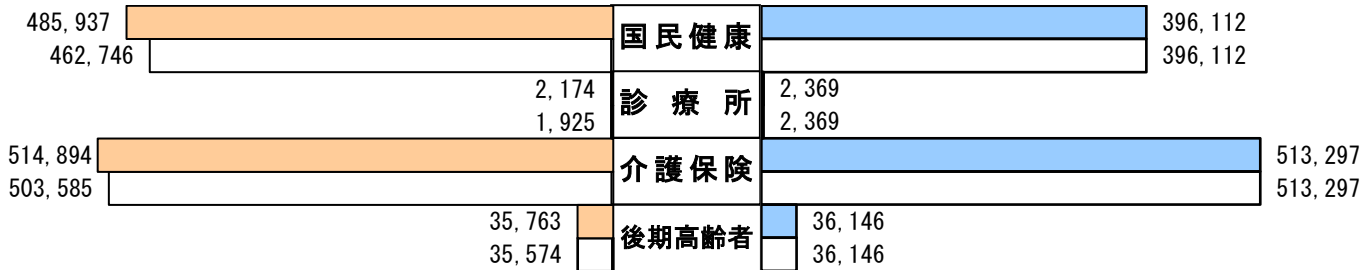 485,937 国民健康 396,112
462,746 396,112
2,174 診療所 2,369
1,925 2,369
514,894 介護保険 513,297
503,585 513,297
35,763 後期高齢者 36,146
35,574 36,146